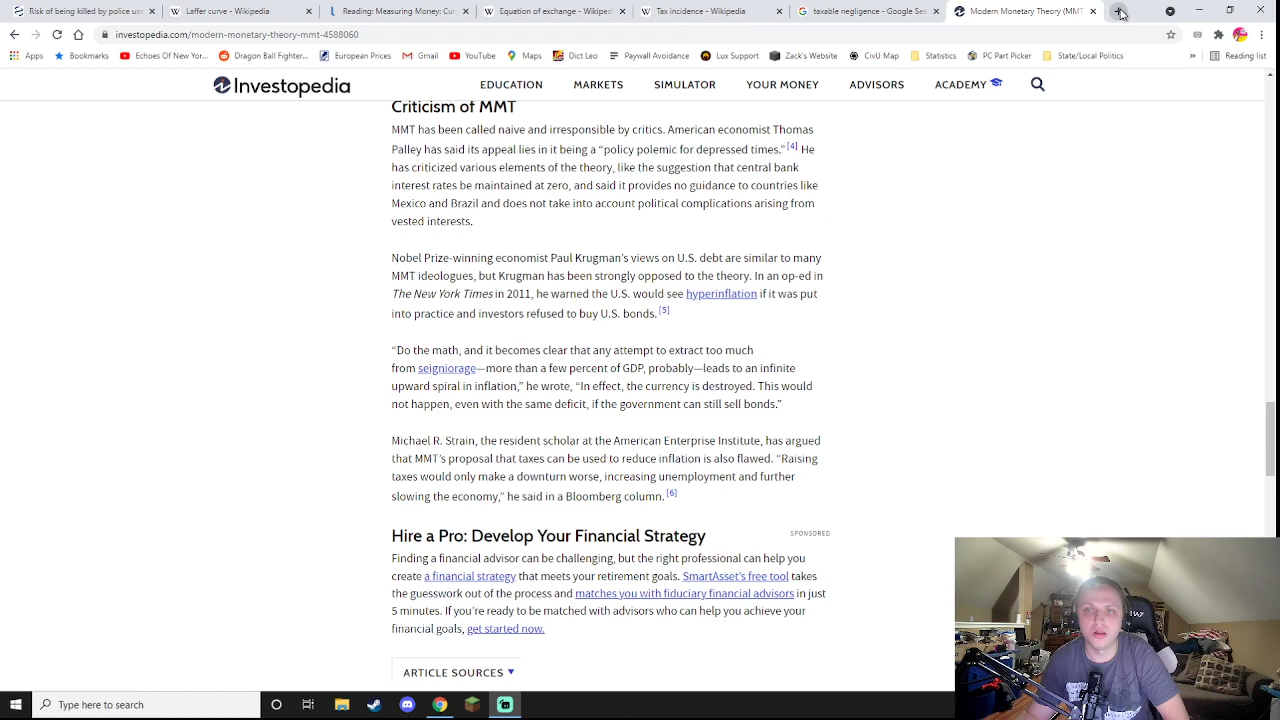 Risk of being killed by police use
Laffer curve - Wikipedia
Reading: Measuring Money: Cur
Equation of exchange - Wikiped
Tax incidence - Wikipedia
taxable negligence - Google Sea
Modern Monetary Theory (MMT
investopedia.com/modern-monetary-theory-mmt-4588060
Apps
Bookmarks
Echoes Of New Yor...
Dragon Ball Fighter...
European Fires
Gmail
YouTube
Maps
Dict Leo
Paywall Avoidance
Lux Support
Zack's Website
CivU Map
Statistics
PC Part Picker
State/Local Politics
»
Reading list
Investopedia
EDUCATION
MARKETS
SIMULATOR
YOUR MONEY
ADVISORS
ACADEMY
Criticism of MMT
MMT has been called naive and irresponsible by critics. American economist Thomas
Palley has said its appeal lies in it being a “policy polemic for depressed times.”[4] He
has criticized various elements of the theory, like the suggestion that central bank
interest rates be maintained at zero, and said it provides no guidance to countries like
Mexico and Brazil and does not take into account political complications arising from
vested interests.
Nobel Prize-winning economist Paul Krugman’s views on U.S. debt are similar to many
MMT ideologues, but Krugman has been strongly opposed to the theory. In an op-ed in
The New York Times in 2011, he warned the U.S. would see hyperinflation if it was put
into practice and investors refused to buy U.S. bonds.[5]
“Do the math, and it becomes clear that any attempt to extract too much
from seigniorage—more than a few percent of GDP, probably—leads to an infinite
upward spiral in inflation,” he wrote, “In effect, the currency is destroyed. This would
not happen, even with the same deficit, if the government can still sell bonds.”
Michael R. Strain, the resident scholar at the American Enterprise Institute, has argued
that MMT’s proposal that taxes can be used to reduce inflation is also flawed. “Raising
taxes would only make a downturn worse, increasing unemployment and further
slowing the economy,” he said in a Bloomberg column.[6]
Hire a Pro: Develop Your Financial Strategy
SPONSORED
Finding a financial advisor can be challenging, but the right professional can help you
create a financial strategy that meets your retirement goals. SmartAsset’s free tool takes
the guesswork out of the process and matches you with fiduciary financial advisors in just
5 minutes. If you’re ready to be matched with advisors who can help you achieve your
financial goals, get started now.
ARTICLE SOURCES
Type here to search